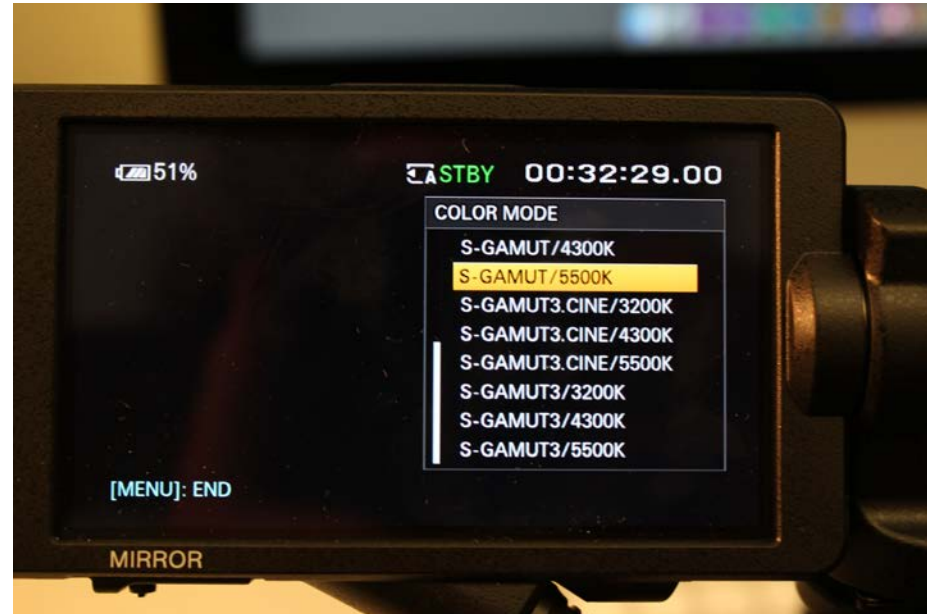 51% A STBY 00:32:29.00
COLOR MODE
S-GAMUT/4300K
S-GAMUT/5500K
S-GAMUT3.CINE/3200K
S-GAMUT3.CINE/4300K
S-GAMUT3.CINE/5500K
S-GAMUT3/3200K
S-GAMUT3/4300K
S-GAMUT3/5500K
[MENU]: END
MIRROR